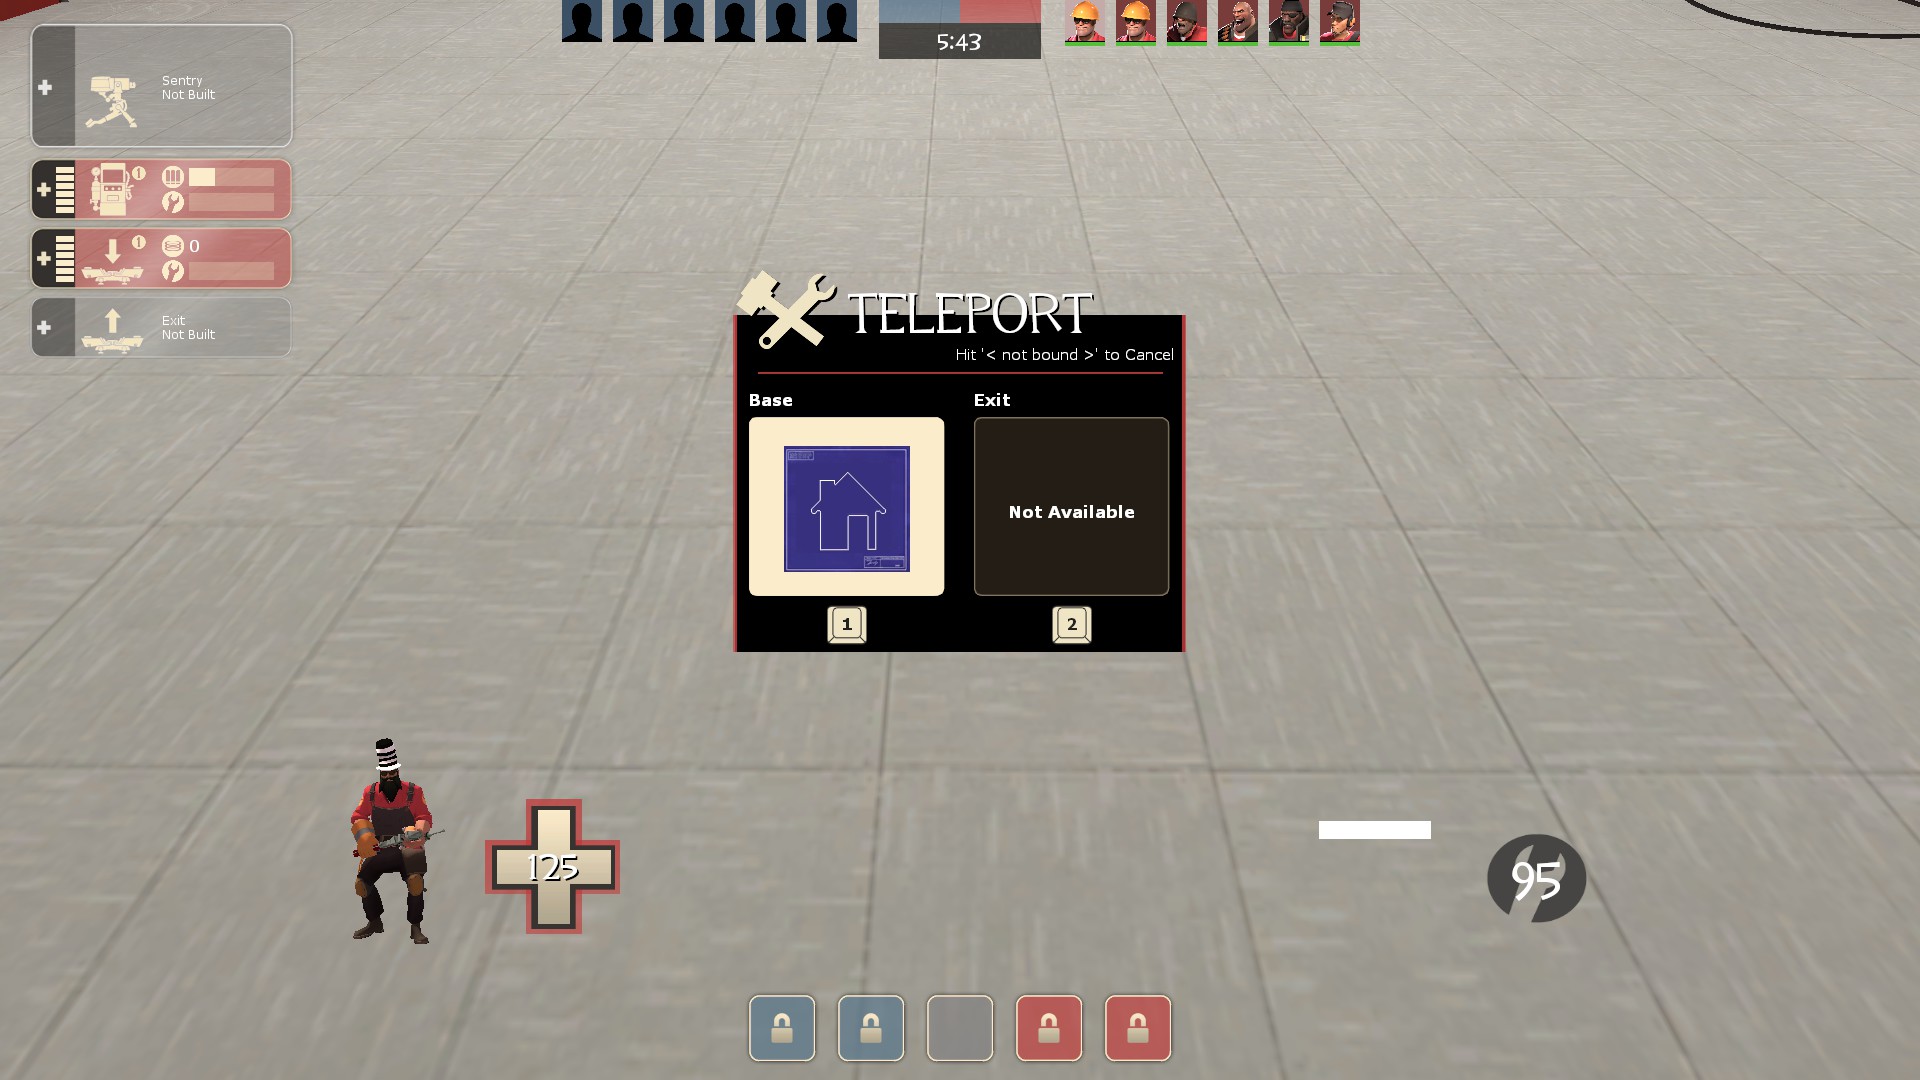 5:43
Sentry
Not Built
1
1
0
Exit
Not Built
TELEPORT
Hit '< not bound >' to Cancel
Base
Exit
Not Available
1
2
125
95